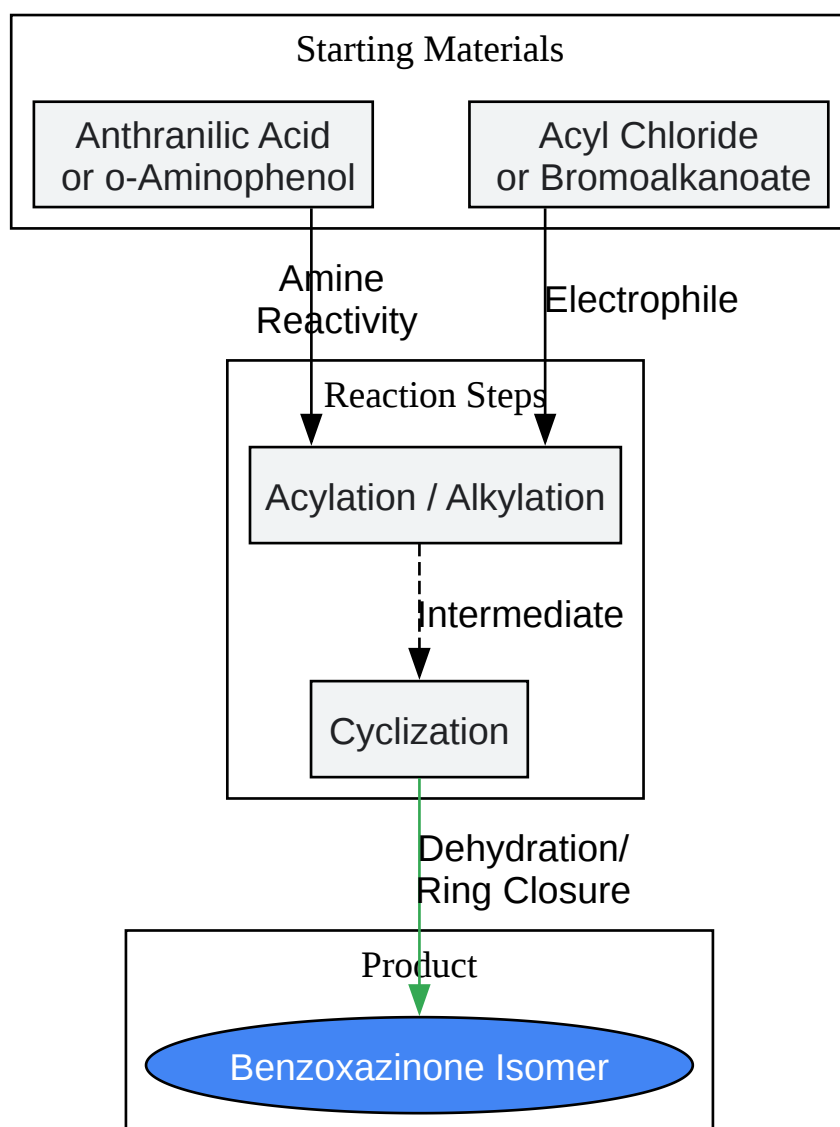 Starting Materials
Anthranilic Acid
or o-Aminophenol
Acyl Chloride
or Bromoalkanoate
Amine
Reactivity
Electrophile
Reaction Steps
Acylation / Alkylation
Intermediate
Cyclization
Dehydration/
Ring Closure
Product
Benzoxazinone Isomer